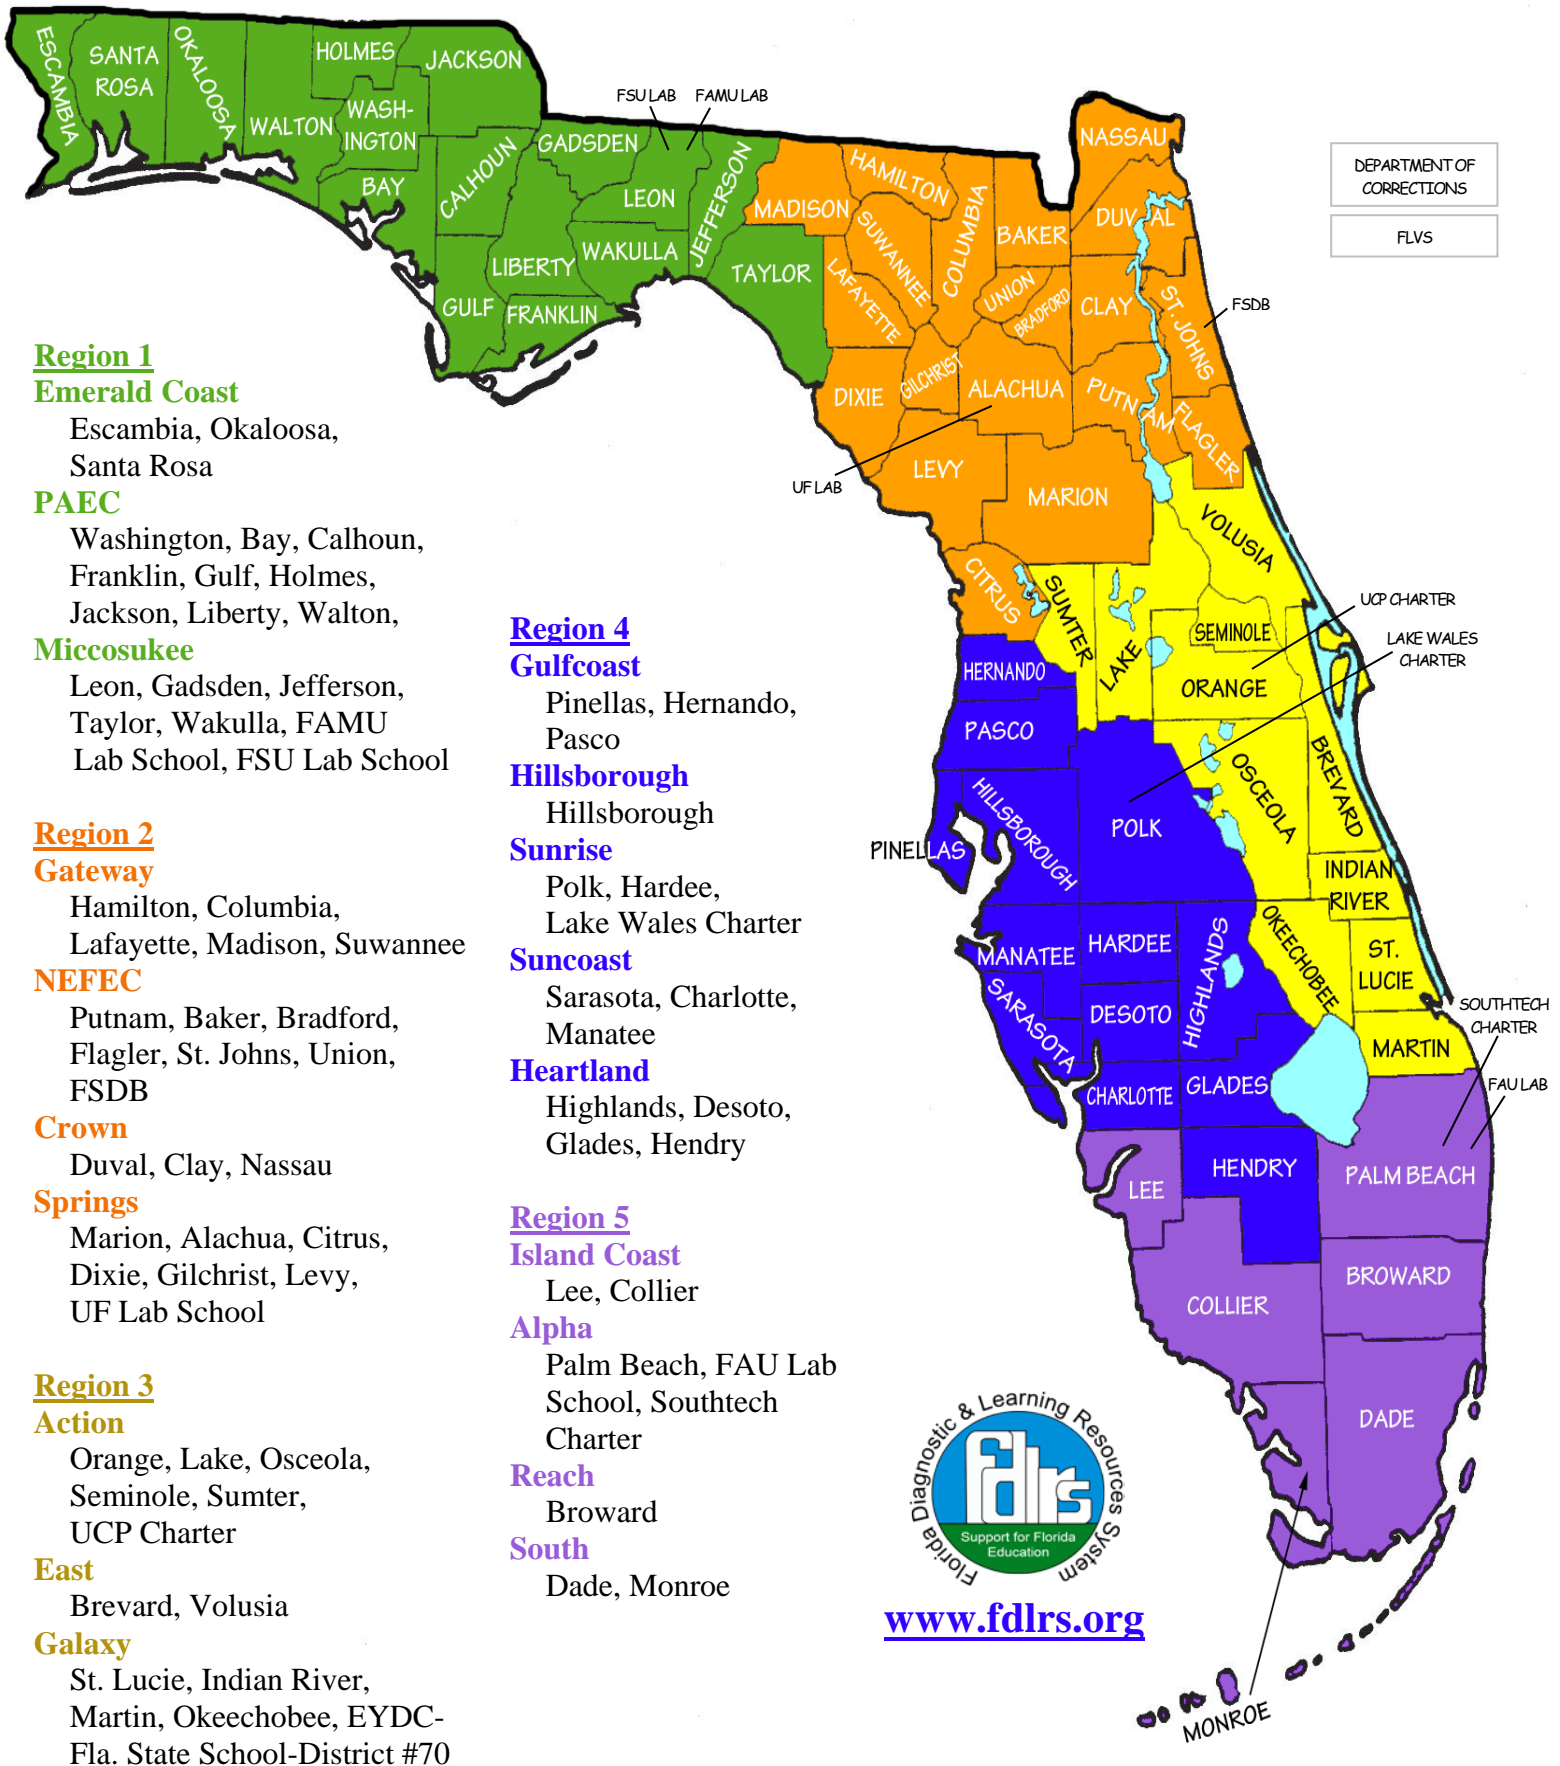 ESCAMBIA
SANTA
ROSA
OKALOOSA
WALTON
HOLMES
WASH-
INGTON
JACKSON
BAY
CALHOUN
GULF
LIBERTY
FRANKLIN
GADSDEN
FSU LAB
FAMU LAB
LEON
WAKULLA
JEFFERSON
TAYLOR
MADISON
HAMILTON
SUWANNEE
LAFAYETTE
COLUMBIA
BAKER
UNION
BRADFORD
NASSAU
DUVAL
CLAY
ST. JOHNS
FSDB
DIXIE
GILCHRIST
ALACHUA
PUTNAM
FLAGLER
UF LAB
LEVY
MARION
CITRUS
VOLUSIA
SUMTER
LAKE
SEMINOLE
ORANGE
UCP CHARTER
LAKE WALES
CHARTER
HERNANDO
PASCO
OSCEOLA
BREVARD
HILLSBOROUGH
POLK
PINELLAS
INDIAN
RIVER
MANATEE
HARDEE
HIGHLANDS
OKEECHOBEE
ST.
LUCIE
SARASOTA
DESOTO
MARTIN
SOUTHTECH
CHARTER
CHARLOTTE
GLADES
FAU LAB
LEE
HENDRY
PALM BEACH
COLLIER
BROWARD
DADE
MONROE
DEPARTMENT OF
CORRECTIONS
FLVS
Region 1
Emerald Coast
Escambia, Okaloosa,
Santa Rosa
PAEC
Washington, Bay, Calhoun,
Franklin, Gulf, Holmes,
Jackson, Liberty, Walton,
Miccosukee
Leon, Gadsden, Jefferson,
Taylor, Wakulla, FAMU
Lab School, FSU Lab School
Region 2
Gateway
Hamilton, Columbia,
Lafayette, Madison, Suwannee
NEFEC
Putnam, Baker, Bradford,
Flagler, St. Johns, Union,
FSDB
Crown
Duval, Clay, Nassau
Springs
Marion, Alachua, Citrus,
Dixie, Gilchrist, Levy,
UF Lab School
Region 3
Action
Orange, Lake, Osceola,
Seminole, Sumter,
UCP Charter
East
Brevard, Volusia
Galaxy
St. Lucie, Indian River,
Martin, Okeechobee, EYDC-
Fla. State School-District #70
Region 4
Gulfcoast
Pinellas, Hernando,
Pasco
Hillsborough
Hillsborough
Sunrise
Polk, Hardee,
Lake Wales Charter
Suncoast
Sarasota, Charlotte,
Manatee
Heartland
Highlands, Desoto,
Glades, Hendry
Region 5
Island Coast
Lee, Collier
Alpha
Palm Beach, FAU Lab
School, Southtech
Charter
Reach
Broward
South
Dade, Monroe
Florida Diagnostic & Learning Resources System
fdlrs
Support for Florida
Education
www.fdlrs.org